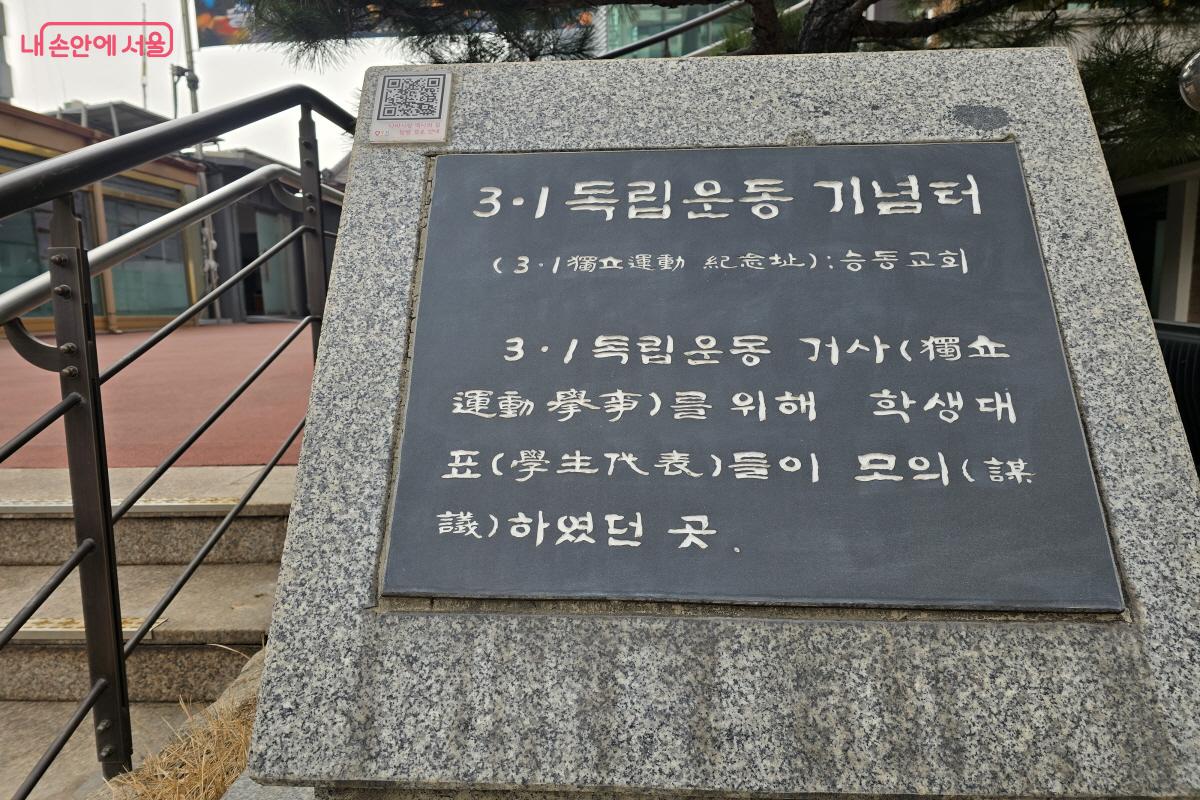 내 손안에 서울
3·1독립운동 기념터
(3·1獨立運動 紀念址):승동교회
3·1독립운동 거사(獨立
運動 擧事)를 위해 학생대
표(學生代表)들이 모의(謀
議)하였던 곳.